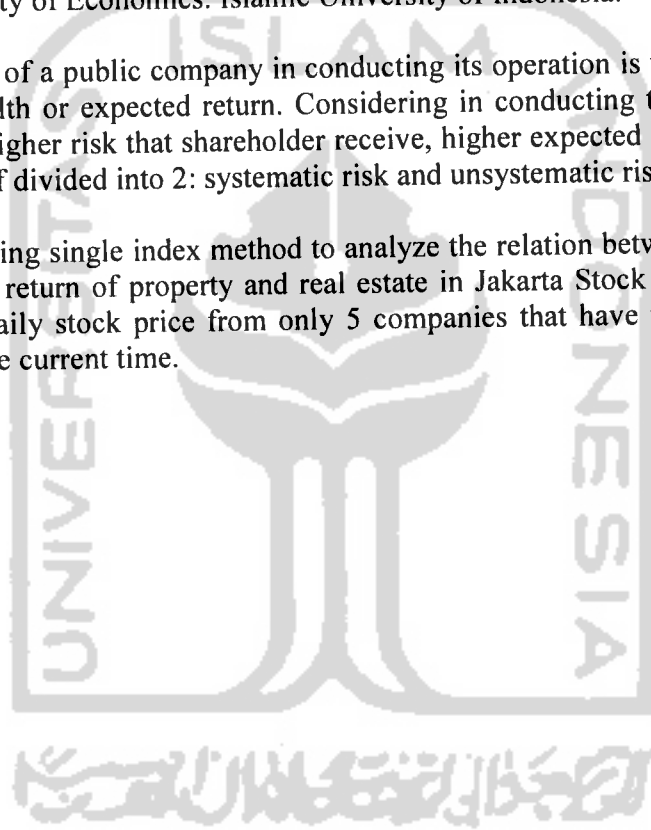 ty of Economics. Islamic University of Indonesia.
of a public company in conducting its operation is
lth or expected return. Considering in conducting t
igher risk that shareholder receive, higher expected
f divided into 2: systematic risk and unsystematic ris
ing single index method to analyze the relation betw
return of property and real estate in Jakarta Stock
aily stock price from only 5 companies that have
e current time.
ISLAM
UNIVERSITAS
INDONESIA